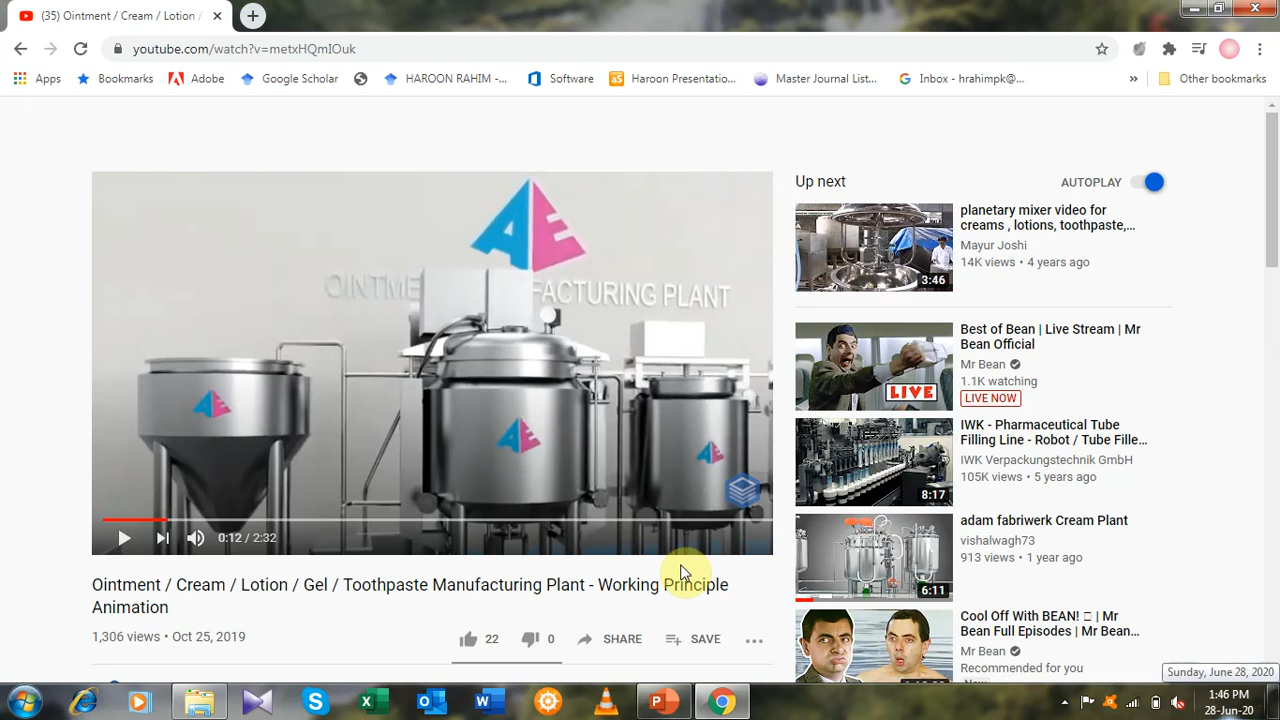 (35) Ointment / Cream / Lotion /
youtube.com/watch?v=metxHQmIOuk
Apps
Bookmarks
Adobe
Google Scholar
HAROON RAHIM -...
Software
aS
Haroon Presentatio...
Master Journal List...
Inbox - hrahimpk@...
»
Other bookmarks
AE
OINTME FACTURING PLANT
0:12 / 2:32
Ointment / Cream / Lotion / Gel / Toothpaste Manufacturing Plant - Working Principle
Animation
1,306 views • Oct 25, 2019
22
0
SHARE
SAVE
Up next
AUTOPLAY
planetary mixer video for
creams , lotions, toothpaste,...
Mayur Joshi
14K views • 4 years ago
3:46
Best of Bean | Live Stream | Mr
Bean Official
Mr Bean
1.1K watching
LIVE NOW
LIVE
IWK - Pharmaceutical Tube
Filling Line - Robot / Tube Fille...
IWK Verpackungstechnik GmbH
105K views • 5 years ago
8:17
adam fabriwerk Cream Plant
vishalwagh73
913 views • 1 year ago
6:11
Cool Off With BEAN! | Mr
Bean Full Episodes | Mr Bean...
Mr Bean
Recommended for you
Sunday, June 28, 2020
1:46 PM
28-Jun-20